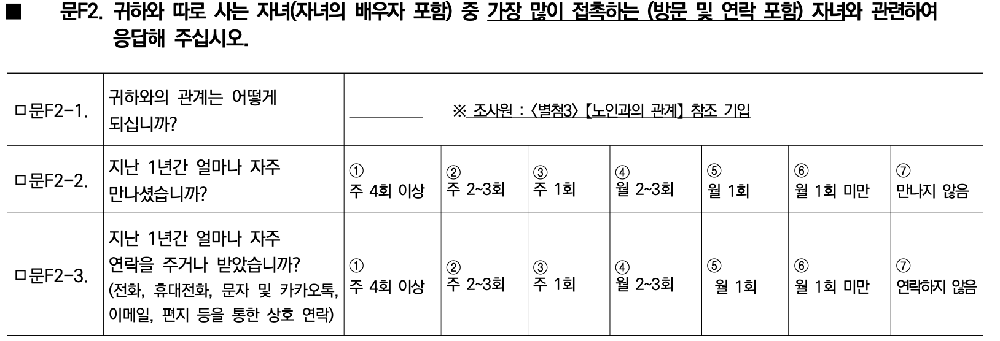 ■ 문F2. 귀하와 따로 사는 자녀(자녀의 배우자 포함) 중 가장 많이 접촉하는 (방문 및 연락 포함) 자녀와 관련하여
응답해 주십시오.
□문F2-1.
귀하와의 관계는 어떻게
되십니까?
________ ※ 조사원 : 〈별첨3〉【노인과의 관계】 참조 기입
□문F2-2.
지난 1년간 얼마나 자주
만나셨습니까?
①
주 4회 이상
②
주 2~3회
③
주 1회
④
월 2~3회
⑤
월 1회
⑥
월 1회 미만
⑦
만나지 않음
□문F2-3.
지난 1년간 얼마나 자주
연락을 주거나 받았습니까?
(전화, 휴대전화, 문자 및 카카오톡,
이메일, 편지 등을 통한 상호 연락)
①
주 4회 이상
②
주 2~3회
③
주 1회
④
월 2~3회
⑤
월 1회
⑥
월 1회 미만
⑦
연락하지 않음